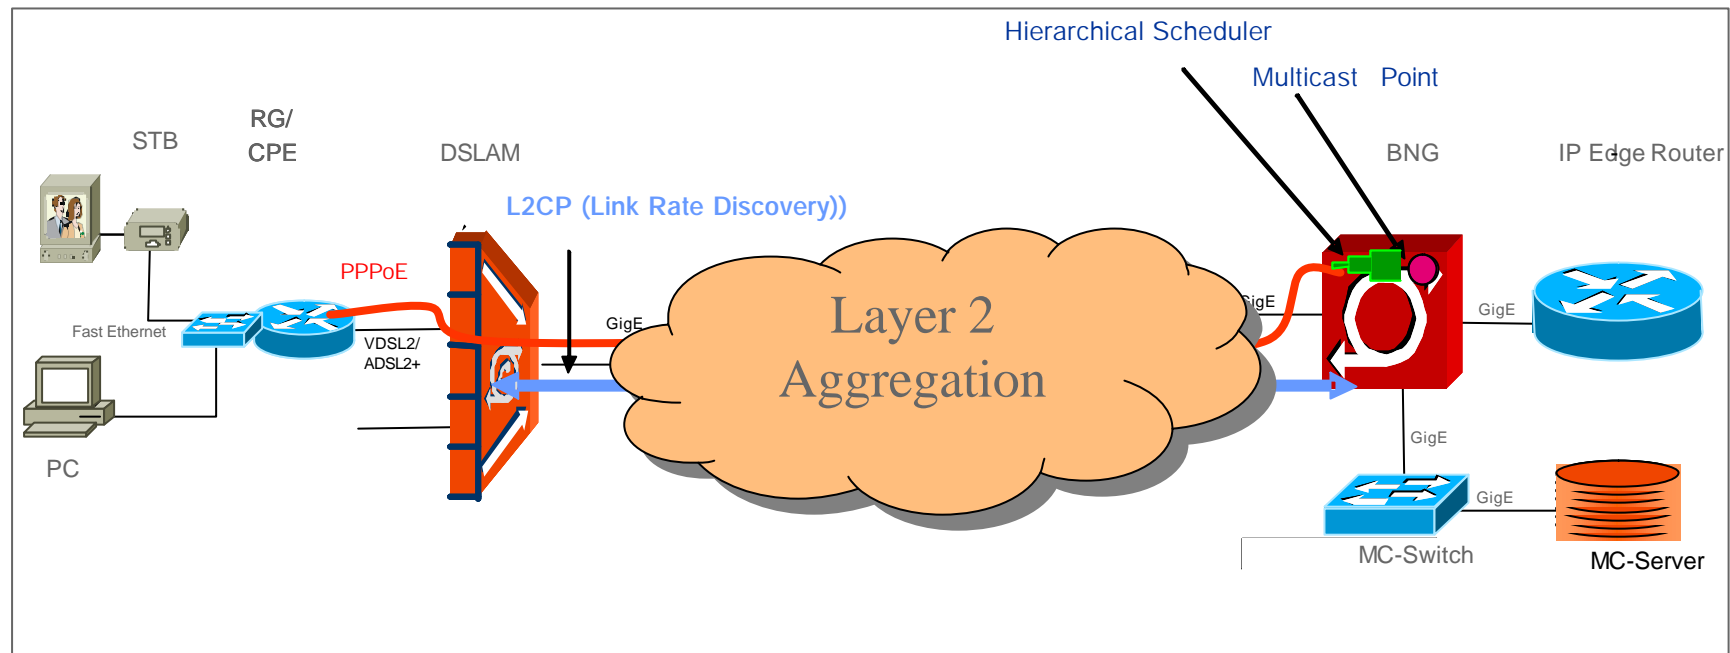 Hierarchical Scheduler
Multicast Point
RG/
CPE
STB
DSLAM
BNG
IP Edge Router
L2CP (Link Rate Discovery))
PPPoE
Fast Ethernet
VDSL2/
ADSL2+
GigE
Layer 2
Aggregation
GigE
GigE
GigE
PC
GigE
MC-Switch
MC-Server